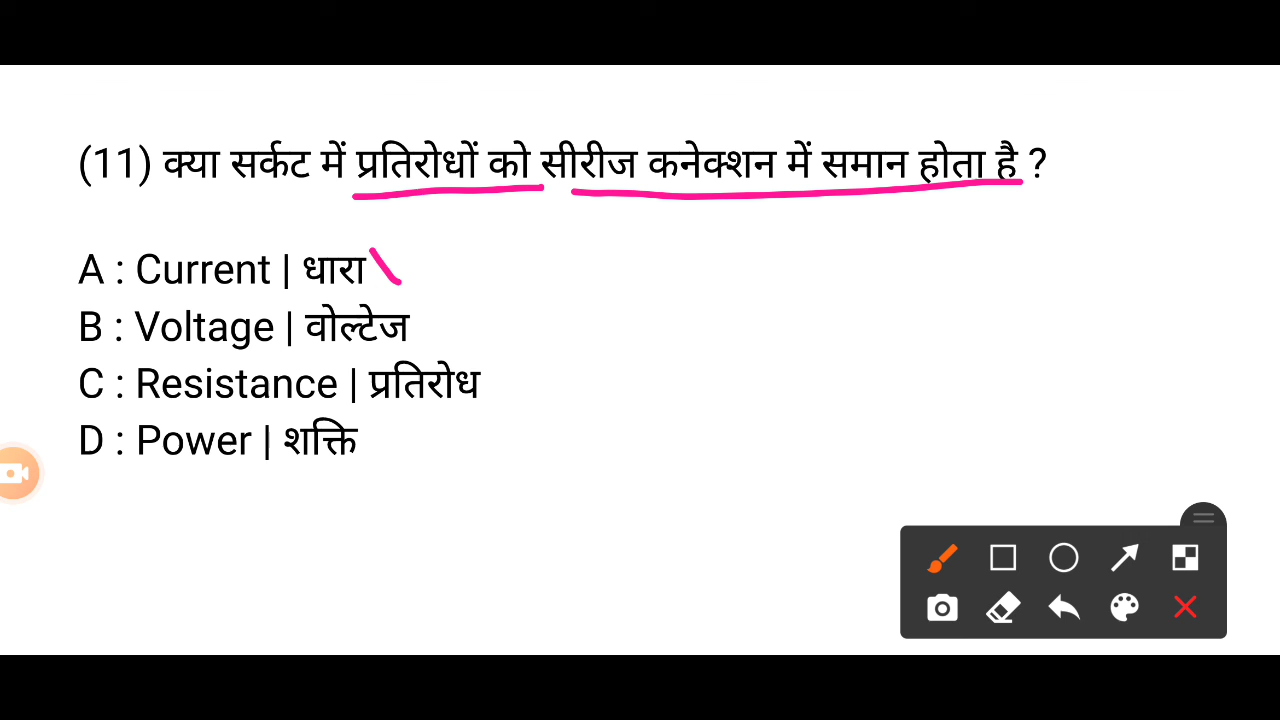 (11) क्या सर्कट में प्रतिरोधों को सीरीज कनेक्शन में समान होता है ?
A : Current | धारा
B : Voltage | वोल्टेज
C : Resistance | प्रतिरोध
D : Power | शक्ति